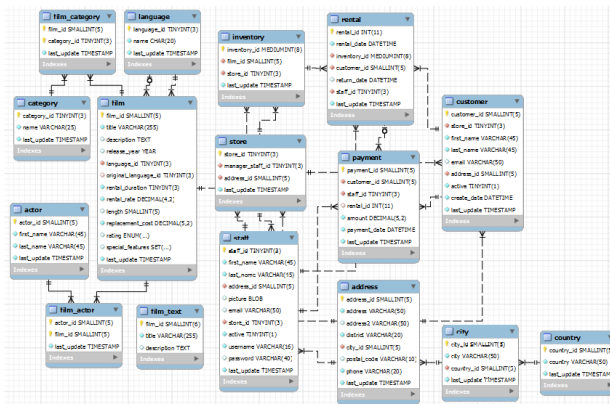 film_category
film_id SMALLINT(5)
category_id TINYINT(3)
last_update TIMESTAMP
Indexes
language
language_id TINYINT(3)
name CHAR(20)
last_update TIMESTAMP
Indexes
inventory
inventory_id MEDIUMINT(8)
film_id SMALLINT(5)
store_id TINYINT(3)
last_update TIMESTAMP
Indexes
rental
rental_id INT(11)
rental_date DATETIME
inventory_id MEDIUMINT(8)
customer_id SMALLINT(5)
return_date DATETIME
staff_id TINYINT(3)
last_update TIMESTAMP
Indexes
category
category_id TINYINT(3)
name VARCHAR(25)
last_update TIMESTAMP
Indexes
film
film_id SMALLINT(5)
title VARCHAR(255)
description TEXT
release_year YEAR
language_id TINYINT(3)
original_language_id TINYINT(3)
rental_duration TINYINT(3)
rental_rate DECIMAL(4,2)
length SMALLINT(5)
replacement_cost DECIMAL(5,2)
rating ENUM(...)
special_features SET(...)
last_update TIMESTAMP
Indexes
customer
customer_id SMALLINT(5)
store_id TINYINT(3)
first_name VARCHAR(45)
last_name VARCHAR(45)
email VARCHAR(50)
address_id SMALLINT(5)
active TINYINT(1)
create_date DATETIME
last_update TIMESTAMP
Indexes
store
store_id TINYINT(3)
manager_staff_id TINYINT(3)
address_id SMALLINT(5)
last_update TIMESTAMP
Indexes
payment
payment_id SMALLINT(5)
customer_id SMALLINT(5)
staff_id TINYINT(3)
rental_id INT(11)
amount DECIMAL(5,2)
payment_date DATETIME
last_update TIMESTAMP
Indexes
actor
actor_id SMALLINT(5)
first_name VARCHAR(45)
last_name VARCHAR(45)
last_update TIMESTAMP
Indexes
staff
staff_id TINYINT(3)
first_name VARCHAR(45)
last_name VARCHAR(45)
address_id SMALLINT(5)
picture BLOB
email VARCHAR(50)
store_id TINYINT(3)
active TINYINT(1)
username VARCHAR(16)
password VARCHAR(40)
last_update TIMESTAMP
Indexes
address
address_id SMALLINT(5)
address VARCHAR(50)
address2 VARCHAR(50)
district VARCHAR(20)
city_id SMALLINT(5)
postal_code VARCHAR(10)
phone VARCHAR(20)
last_update TIMESTAMP
Indexes
film_actor
actor_id SMALLINT(5)
film_id SMALLINT(5)
last_update TIMESTAMP
Indexes
film_text
film_id SMALLINT(6)
title VARCHAR(255)
description TEXT
Indexes
city
city_id SMALLINT(5)
city VARCHAR(50)
country_id SMALLINT(5)
last_update TIMESTAMP
Indexes
country
country_id SMALLINT(5)
country VARCHAR(50)
last_update TIMESTAMP
Indexes